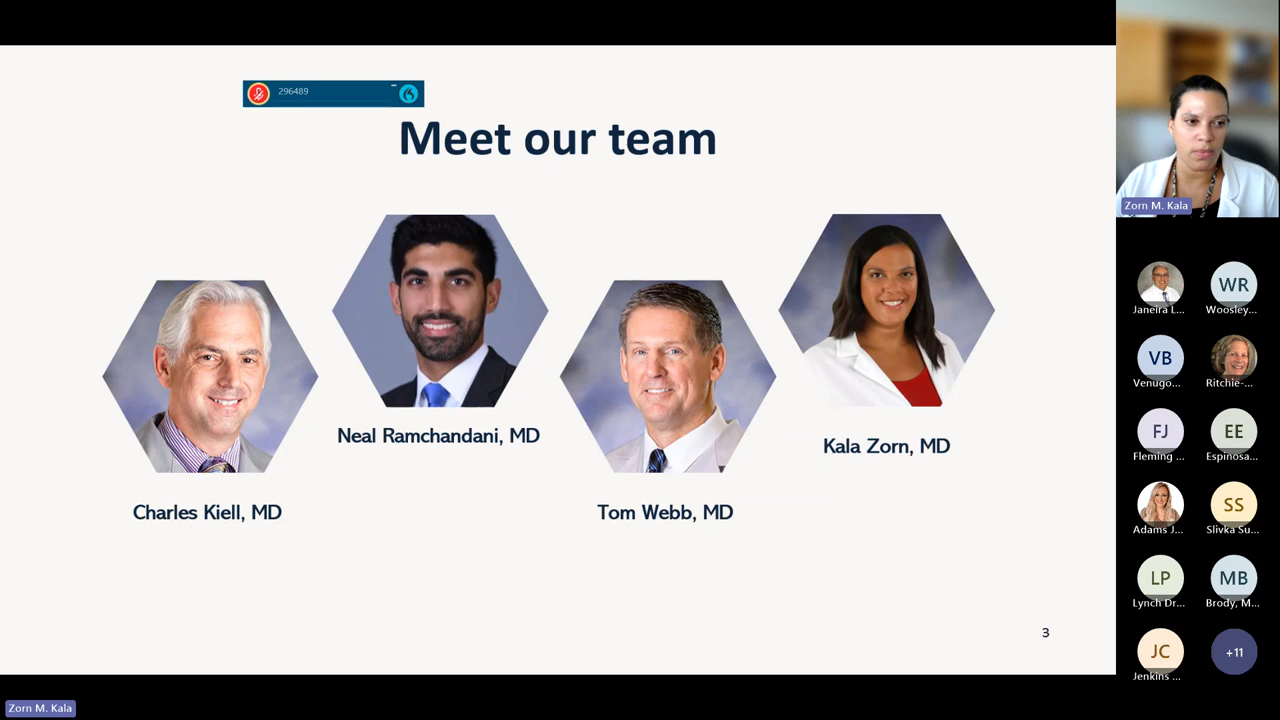 296489
Meet our team
Neal Ramchandani, MD
Kala Zorn, MD
Charles Kiell, MD
Tom Webb, MD
3
Zorn M. Kala
Janeira L...
WR
Woosley...
VB
Venugo...
Ritchie-...
FJ
Fleming ...
EE
Espinosa...
Adams J...
SS
Slivka Su...
LP
Lynch Dr...
MB
Brody, M...
JC
Jenkins ...
+11
Zorn M. Kala